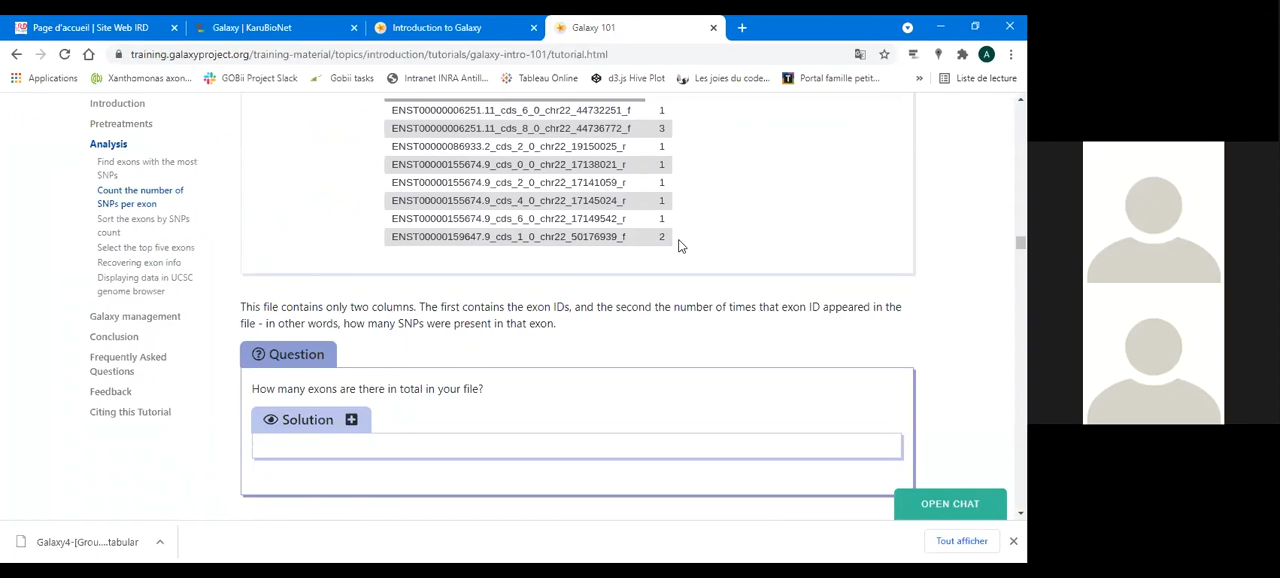 Page d'accueil | Site Web IRD
Galaxy | KaruBioNet
Introduction to Galaxy
Galaxy 101
training.galaxyproject.org/training-material/topics/introduction/tutorials/galaxy-intro-101/tutorial.html
A
Applications
Xanthomonas axon...
GOBii Project Slack
Gobii tasks
Intranet INRA Antill...
Tableau Online
d3.js Hive Plot
Les joies du code...
Portal famille petit...
»
Liste de lecture
Introduction
Pretreatments
Analysis
Find exons with the most
SNPs
Count the number of
SNPs per exon
Sort the exons by SNPs
count
Select the top five exons
Recovering exon info
Displaying data in UCSC
genome browser
Galaxy management
Conclusion
Frequently Asked
Questions
Feedback
Citing this Tutorial
ENST00000006251.11_cds_6_0_chr22_44732251_f 1
ENST00000006251.11_cds_8_0_chr22_44736772_f 3
ENST00000086933.2_cds_2_0_chr22_19150025_r 1
ENST00000155674.9_cds_0_0_chr22_17138021_r 1
ENST00000155674.9_cds_2_0_chr22_17141059_r 1
ENST00000155674.9_cds_4_0_chr22_17145024_r 1
ENST00000155674.9_cds_6_0_chr22_17149542_r 1
ENST00000159647.9_cds_1_0_chr22_50176939_f 2
This file contains only two columns. The first contains the exon IDs, and the second the number of times that exon ID appeared in the
file - in other words, how many SNPs were present in that exon.
Question
How many exons are there in total in your file?
Solution
OPEN CHAT
Galaxy4-[Grou....tabular
Tout afficher